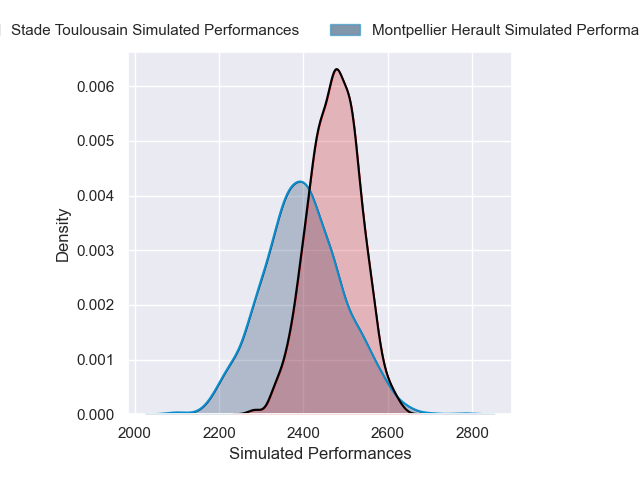 Stade Toulousain Simulated Performances Montpellier Herault Simulated Performa
0.006
0.005
0.004
0.003
0.002
0.001
0.000
Density
2000 2200 2400 2600 2800
Simulated Performances